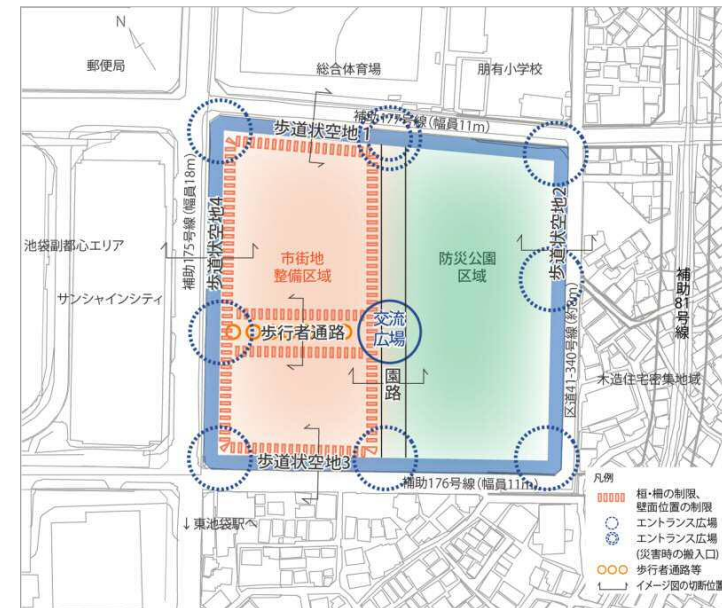 N
郵便局
総合体育場
朋有小学校
補助177号線(幅員11m)
歩道状空地1
補助175号線(幅員18m)
歩道状空地4
歩道状空地2
池袋副都心エリア
サンシャインシティ
市街地
整備区域
防災公園
区域
補助81号線
歩行者通路
交流
広場
園路
区道41-340号線(約8m)
木造住宅密集地域
歩道状空地3
補助176号線(幅員11m)
↓東池袋駅へ
凡例
垣・柵の制限、
壁面位置の制限
エントランス広場
エントランス広場
(災害時の搬入口)
歩行者通路等
イメージ図の切断位置